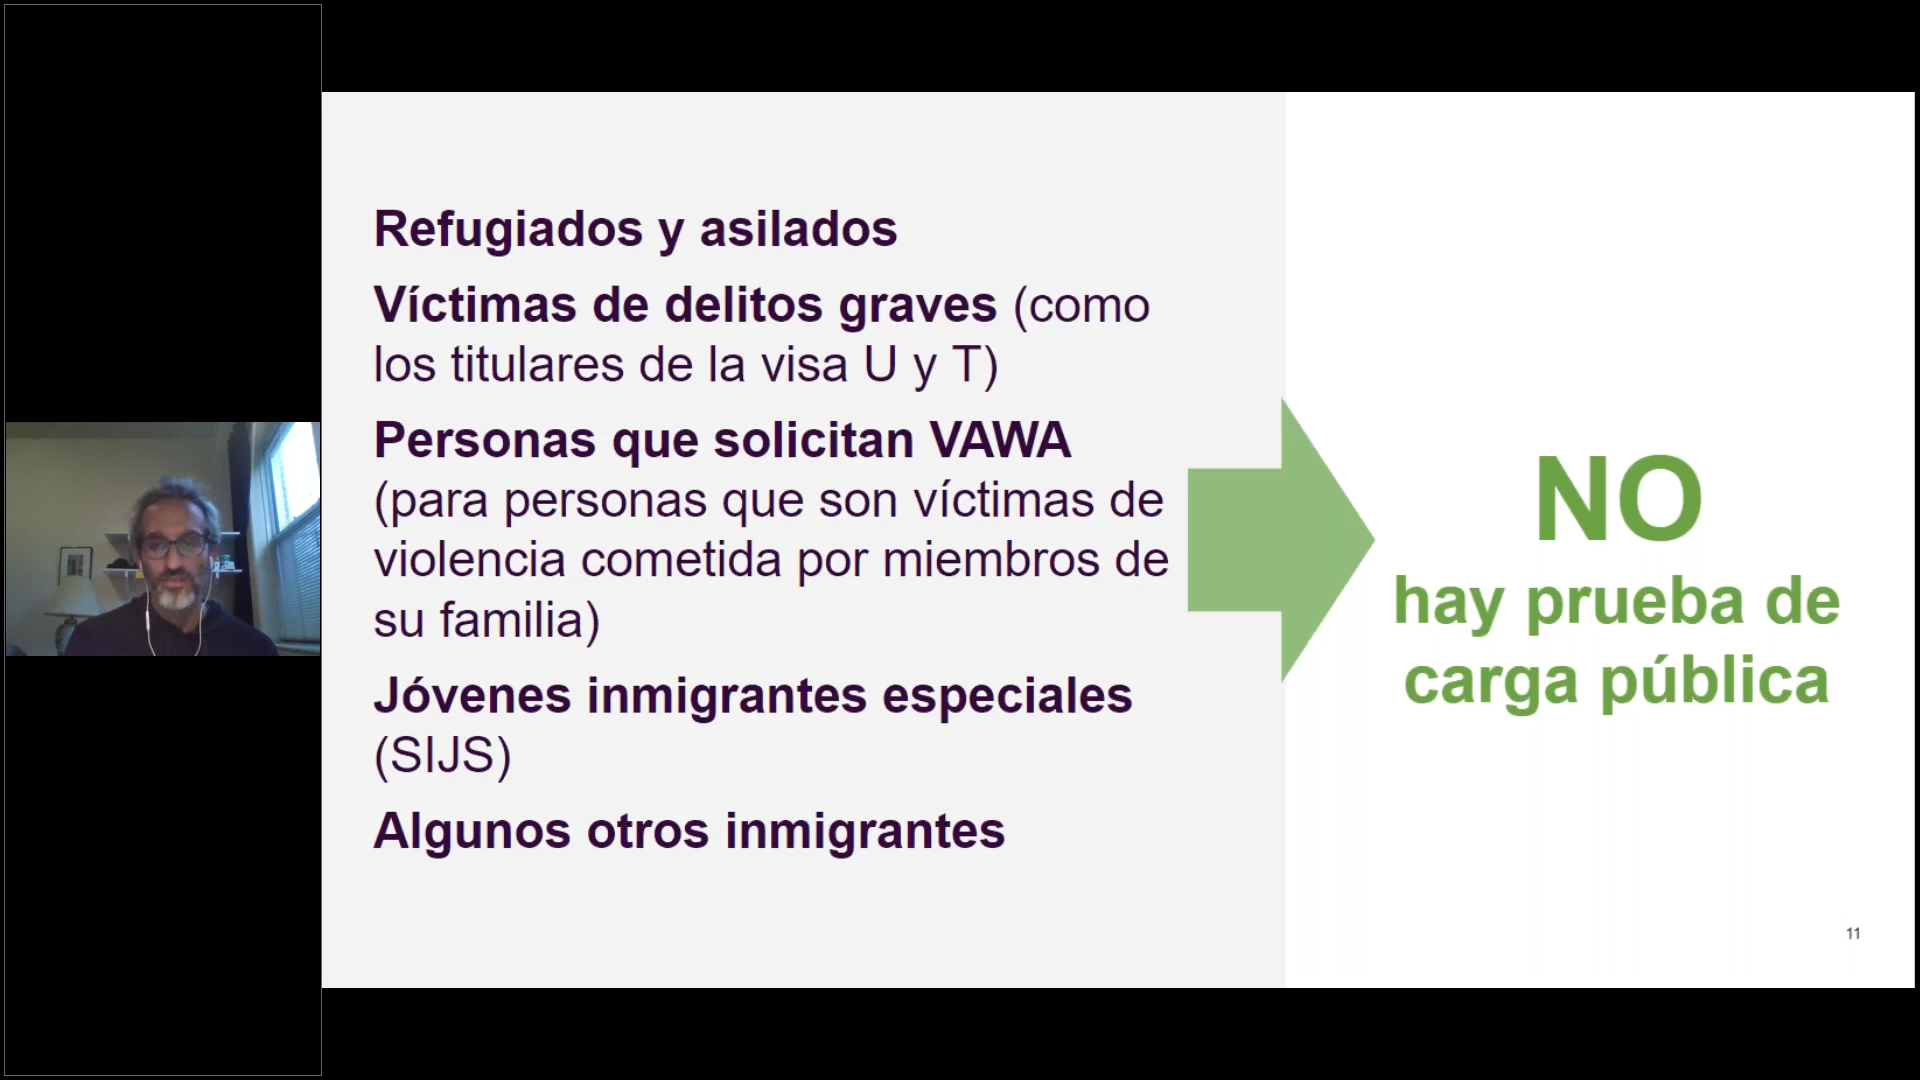 Refugiados y asilados
Víctimas de delitos graves (como
los titulares de la visa U y T)
Personas que solicitan VAWA
(para personas que son víctimas de
violencia cometida por miembros de
su familia)
Jóvenes inmigrantes especiales
(SIJS)
Algunos otros inmigrantes
NO
hay prueba de
carga pública
11